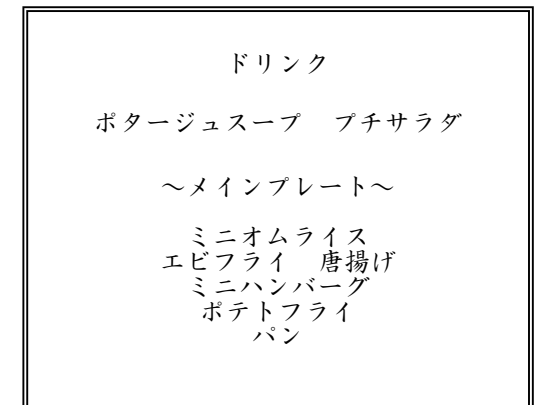 ドリンク
ポタージュスープ　プチサラダ
～メインプレート～
ミニオムライス
エビフライ　唐揚げ
ミニハンバーグ
ポテトフライ
パン